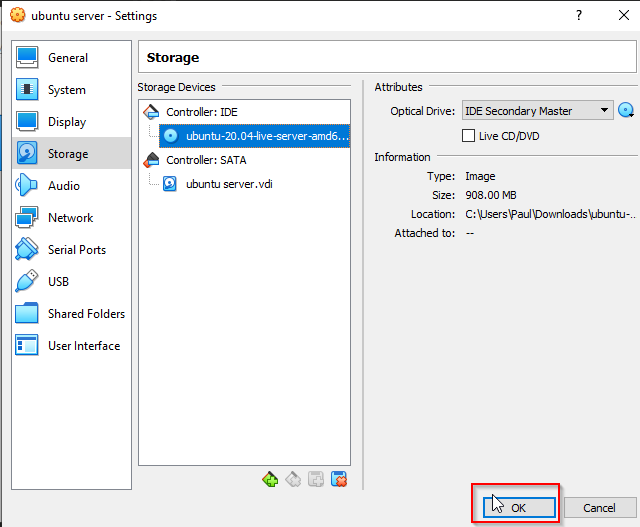 ubuntu server - Settings
?
General
System
Display
Storage
Audio
Network
Serial Ports
USB
Shared Folders
User Interface
Storage
Storage Devices
Controller: IDE
ubuntu-20.04-live-server-amd6...
Controller: SATA
ubuntu server.vdi
Attributes
Optical Drive: IDE Secondary Master
Live CD/DVD
Information
Type: Image
Size: 908.00 MB
Location: C:\Users\Paul\Downloads\ubuntu-...
Attached to: --
OK
Cancel